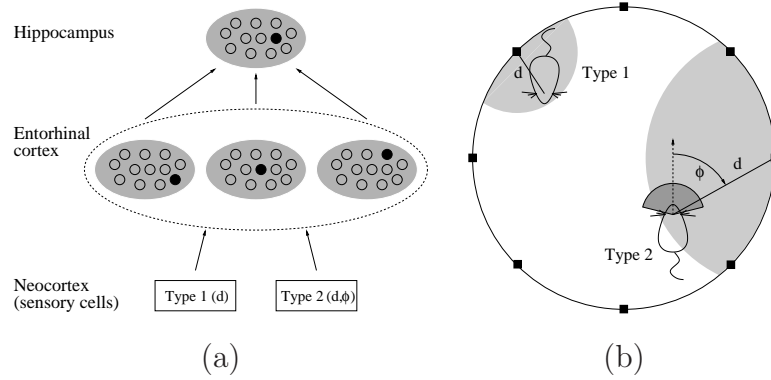 Hippocampus
Entorhinal
cortex
Neocortex
(sensory cells)
Type 1 (d)
Type 2 (d,ϕ)
(a)
d
Type 1
ϕ
d
Type 2
(b)